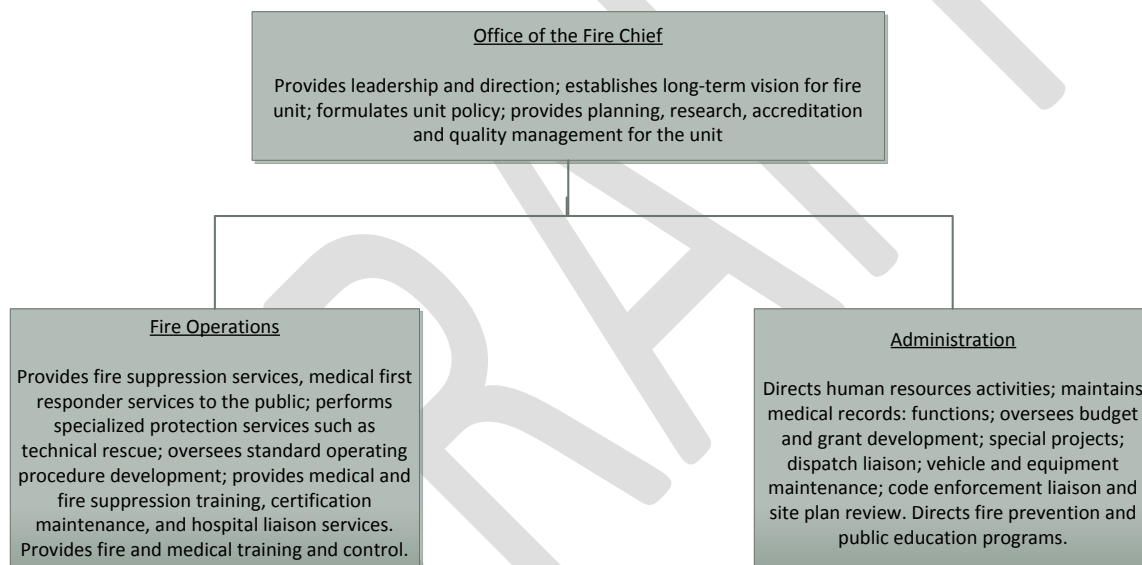 Office of the Fire Chief
Provides leadership and direction; establishes long-term vision for fire
unit; formulates unit policy; provides planning, research, accreditation
and quality management for the unit
Fire Operations
Provides fire suppression services, medical first
responder services to the public; performs
specialized protection services such as
technical rescue; oversees standard operating
procedure development; provides medical and
fire suppression training, certification
maintenance, and hospital liaison services.
Provides fire and medical training and control.
Administration
Directs human resources activities; maintains
medical records: functions; oversees budget
and grant development; special projects;
dispatch liaison; vehicle and equipment
maintenance; code enforcement liaison and
site plan review. Directs fire prevention and
public education programs.